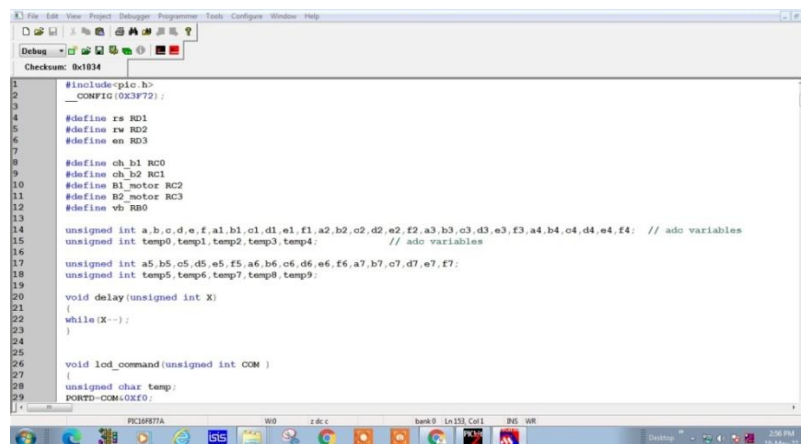 File Edit View Project Debugger Programmer Tools Configure Window Help
Debug
Checksum: 0x1034
1 #include<pic.h>
2 __CONFIG(0X3F72);
3
4 #define rs RD1
5 #define rw RD2
6 #define en RD3
7
8 #define ch_b1 RC0
9 #define ch_b2 RC1
10 #define B1_motor RC2
11 #define B2_motor RC3
12 #define vb RB0
13
14 unsigned int a,b,c,d,e,f,a1,b1,c1,d1,e1,f1,a2,b2,c2,d2,e2,f2,a3,b3,c3,d3,e3,f3,a4,b4,c4,d4,e4,f4; // adc variables
15 unsigned int temp0,temp1,temp2,temp3,temp4; // adc variables
16
17 unsigned int a5,b5,c5,d5,e5,f5,a6,b6,c6,d6,e6,f6,a7,b7,c7,d7,e7,f7;
18 unsigned int temp5,temp6,temp7,temp8,temp9;
19
20 void delay(unsigned int X)
21 {
22 while(X--);
23 }
24
25
26 void lcd_command(unsigned int COM )
27 {
28 unsigned char temp;
29 PORTD=COM&0Xf0;
PIC16F877A W:0 z dc c bank 0 Ln 153, Col 1 INS WR
isis
Desktop 2:56 PM